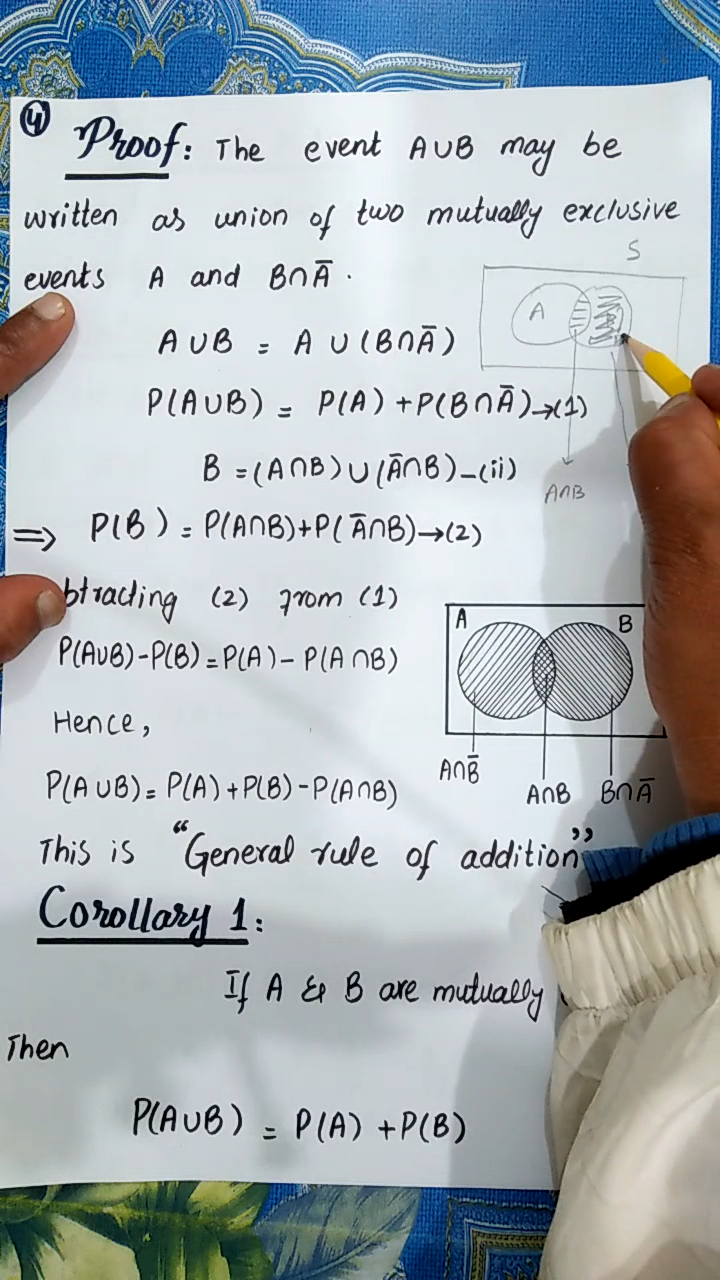 4
Proof: The event A∪B may be
written as union of two mutually exclusive
events A and B∩Ā.
S
A
A∪B = A ∪ (B∩Ā)
P(A∪B) = P(A) + P(B∩Ā) → (1)
B = (A∩B) ∪ (Ā∩B) – (ii)
A∩B
⇒ P(B) = P(A∩B) + P(Ā∩B) → (2)
btracting (2) from (1)
A B
P(A∪B) - P(B) = P(A) - P(A∩B)
Hence,
A∩B̄ A∩B B∩Ā
P(A∪B) = P(A) + P(B) - P(A∩B)
This is “General rule of addition”
Corollary 1:
If A & B are mutually
Then
P(A∪B) = P(A) + P(B)